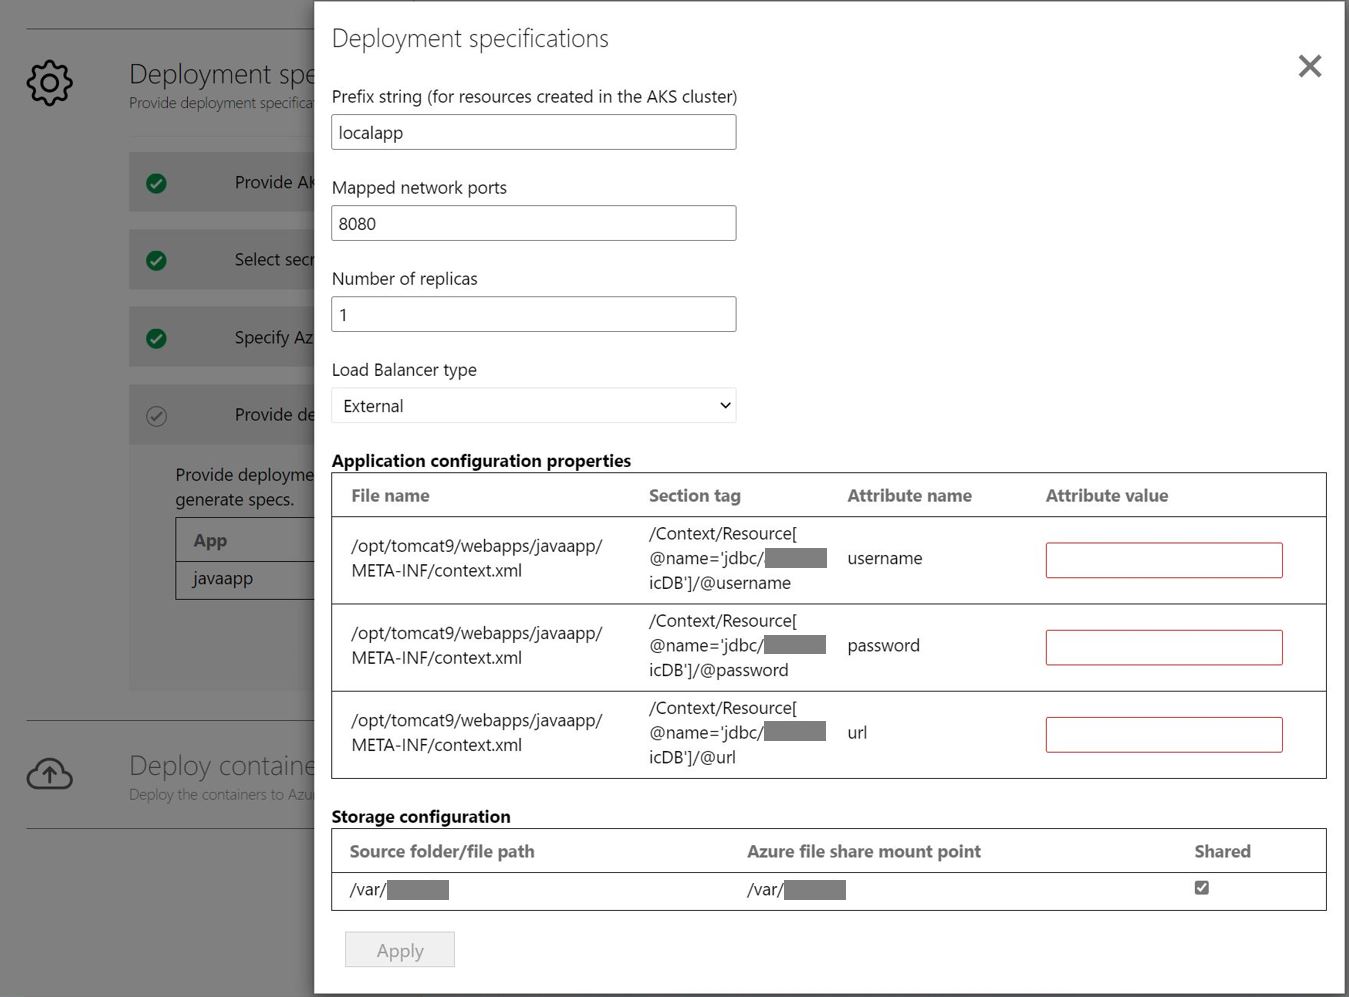 Deployment specifications
Prefix string (for resources created in the AKS cluster)
localapp
Mapped network ports
8080
Number of replicas
1
Load Balancer type
External
Application configuration properties
File name Section tag Attribute name Attribute value
/opt/tomcat9/webapps/javaapp/
META-INF/context.xml
/Context/Resource[
@name='jdbc/
icDB']/@username
username
/opt/tomcat9/webapps/javaapp/
META-INF/context.xml
/Context/Resource[
@name='jdbc/
icDB']/@password
password
/opt/tomcat9/webapps/javaapp/
META-INF/context.xml
/Context/Resource[
@name='jdbc/
icDB']/@url
url
Storage configuration
Source folder/file path Azure file share mount point Shared
/var/ /var/
Apply
Deployment spe
Provide deployment specifica
Provide AK
Select secr
Specify Az
Provide de
Provide deployme
generate specs.
App
javaapp
Deploy containe
Deploy the containers to Azu